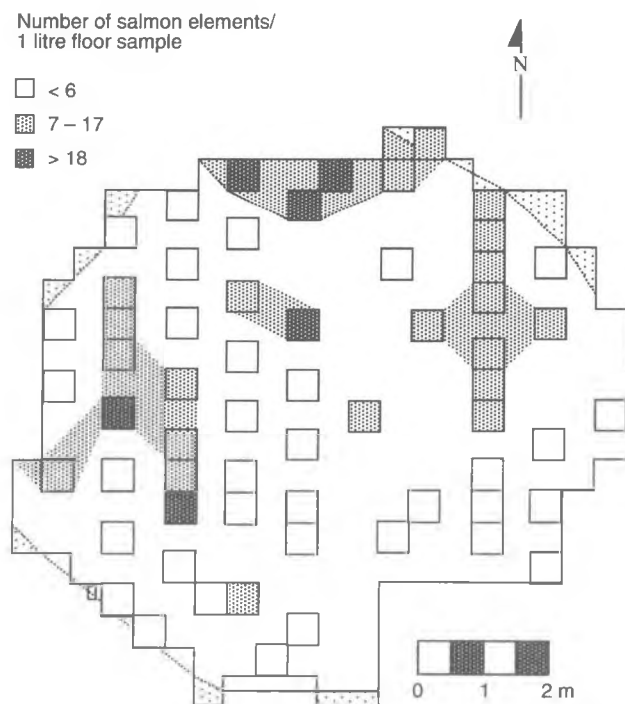 Number of salmon elements/
1 litre floor sample
N
< 6
7 – 17
> 18
0 1 2 m